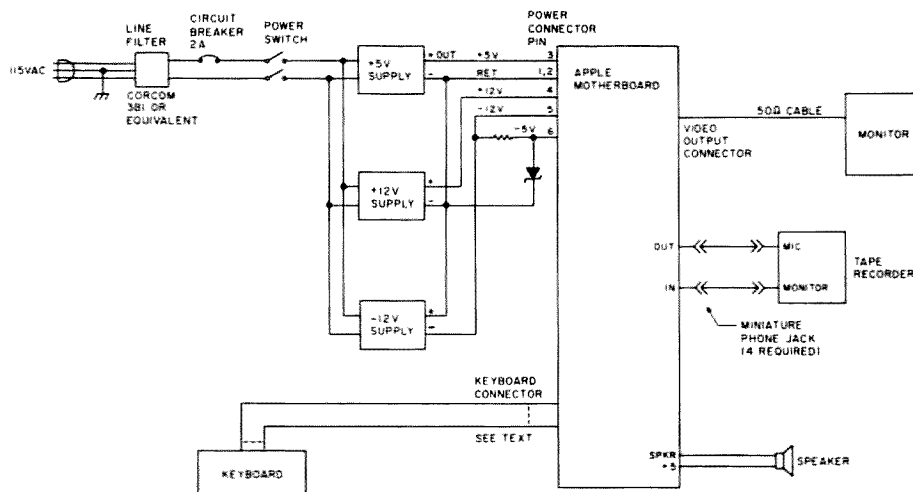 LINE
FILTER
CIRCUIT
BREAKER
2A
POWER
SWITCH
115VAC
CORCOM
3B1 OR
EQUIVALENT
+5V
SUPPLY
+OUT
-
+5V
RET
+12V
-12V
-5V
POWER
CONNECTOR
PIN
3
1,2
4
5
6
APPLE
MOTHERBOARD
50Ω CABLE
VIDEO
OUTPUT
CONNECTOR
MONITOR
+12V
SUPPLY
+
-
-12V
SUPPLY
+
-
OUT
IN
MIC
MONITOR
TAPE
RECORDER
MINIATURE
PHONE JACK
(4 REQUIRED)
KEYBOARD
CONNECTOR
SEE TEXT
KEYBOARD
SPKR
+5
SPEAKER